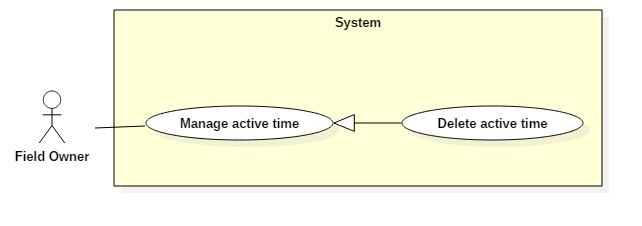 System
Manage active time
Delete active time
Field Owner